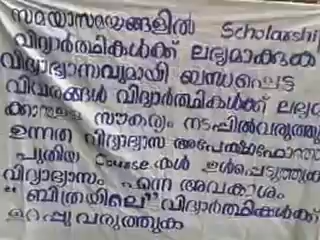 സമയാസമയങ്ങളിൽ Scholarshi
വിദ്യാർത്ഥികൾക്ക് ലഭ്യമാക്കുക
വിദ്യാഭ്യാസവുമായി ബന്ധപ്പെട്ട
വിവരങ്ങൾ വിദ്യാർത്ഥികൾക്ക് ലഭ്യ
സൗകര്യം നടപ്പിൽവരുത്തു
ഉന്നത വിദ്യാഭ്യാസ അപേക്ഷാഫോറ
പുതിയ Course കൾ ഉൾപ്പെടുത്തുക
വിദ്യാഭ്യാസം എന്ന അവകാശം
" ബിത്രയിലെ" വിദ്യാർത്ഥികൾക്ക്
ഉറപ്പുവരുത്തുക